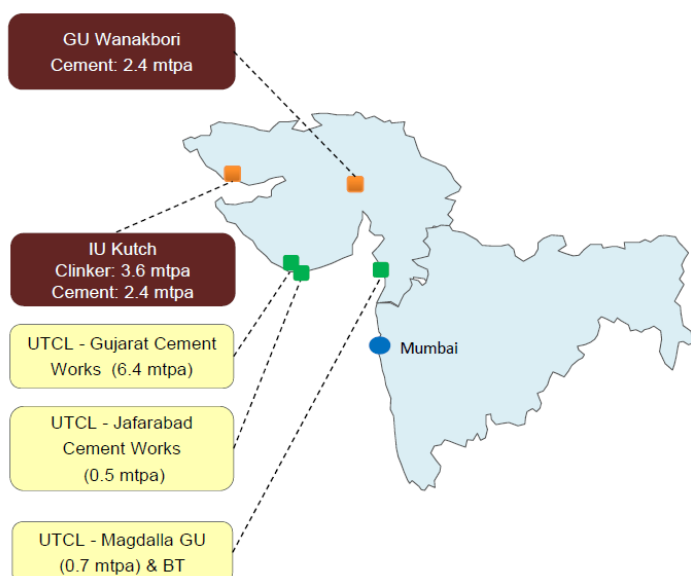 GU Wanakbori
Cement: 2.4 mtpa
IU Kutch
Clinker: 3.6 mtpa
Cement: 2.4 mtpa
UTCL - Gujarat Cement
Works (6.4 mtpa)
Mumbai
UTCL - Jafarabad
Cement Works
(0.5 mtpa)
UTCL - Magdalla GU
(0.7 mtpa) & BT